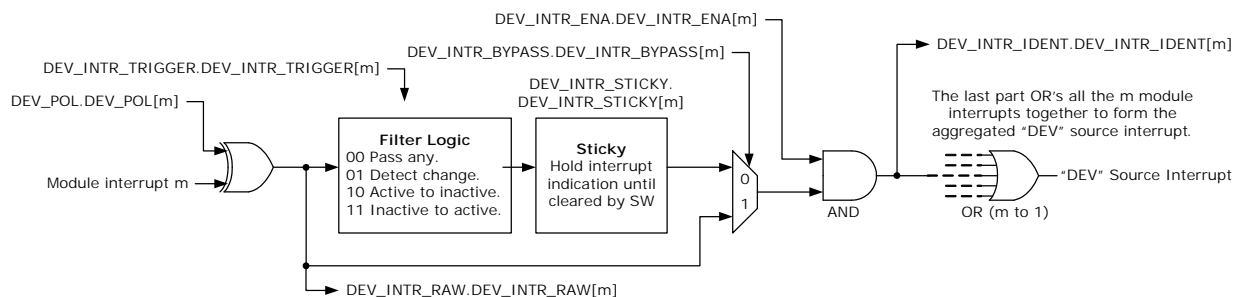 DEV_INTR_ENA.DEV_INTR_ENA[m]
DEV_INTR_BYPASS.DEV_INTR_BYPASS[m]
DEV_INTR_IDENT.DEV_INTR_IDENT[m]
DEV_INTR_TRIGGER.DEV_INTR_TRIGGER[m]
DEV_INTR_STICKY.
DEV_INTR_STICKY[m]
DEV_POL.DEV_POL[m]
The last part OR's all the m module
interrupts together to form the
aggregated “DEV” source interrupt.
Filter Logic
00 Pass any.
01 Detect change.
10 Active to inactive.
11 Inactive to active.
Sticky
Hold interrupt
indication until
cleared by SW
0
1
Module interrupt m
“DEV” Source Interrupt
AND
OR (m to 1)
DEV_INTR_RAW.DEV_INTR_RAW[m]